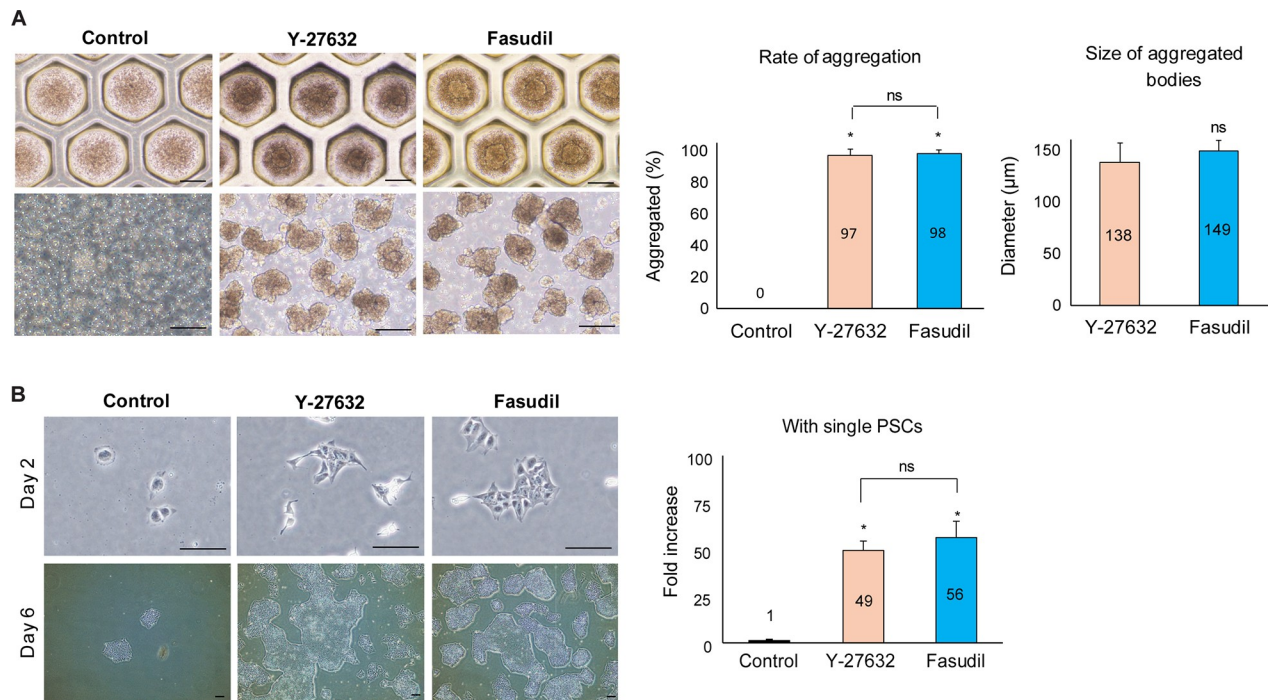 A
Control
Y-27632
Fasudil
Rate of aggregation
ns
*
*
Aggregated (%)
100
80
60
40
20
0
0
97
98
Control
Y-27632
Fasudil
Size of aggregated
bodies
ns
Diameter (µm)
150
100
50
0
138
149
Y-27632
Fasudil
B
Control
Y-27632
Fasudil
Day 2
Day 6
With single PSCs
ns
*
*
Fold increase
100
75
50
25
0
1
49
56
Control
Y-27632
Fasudil